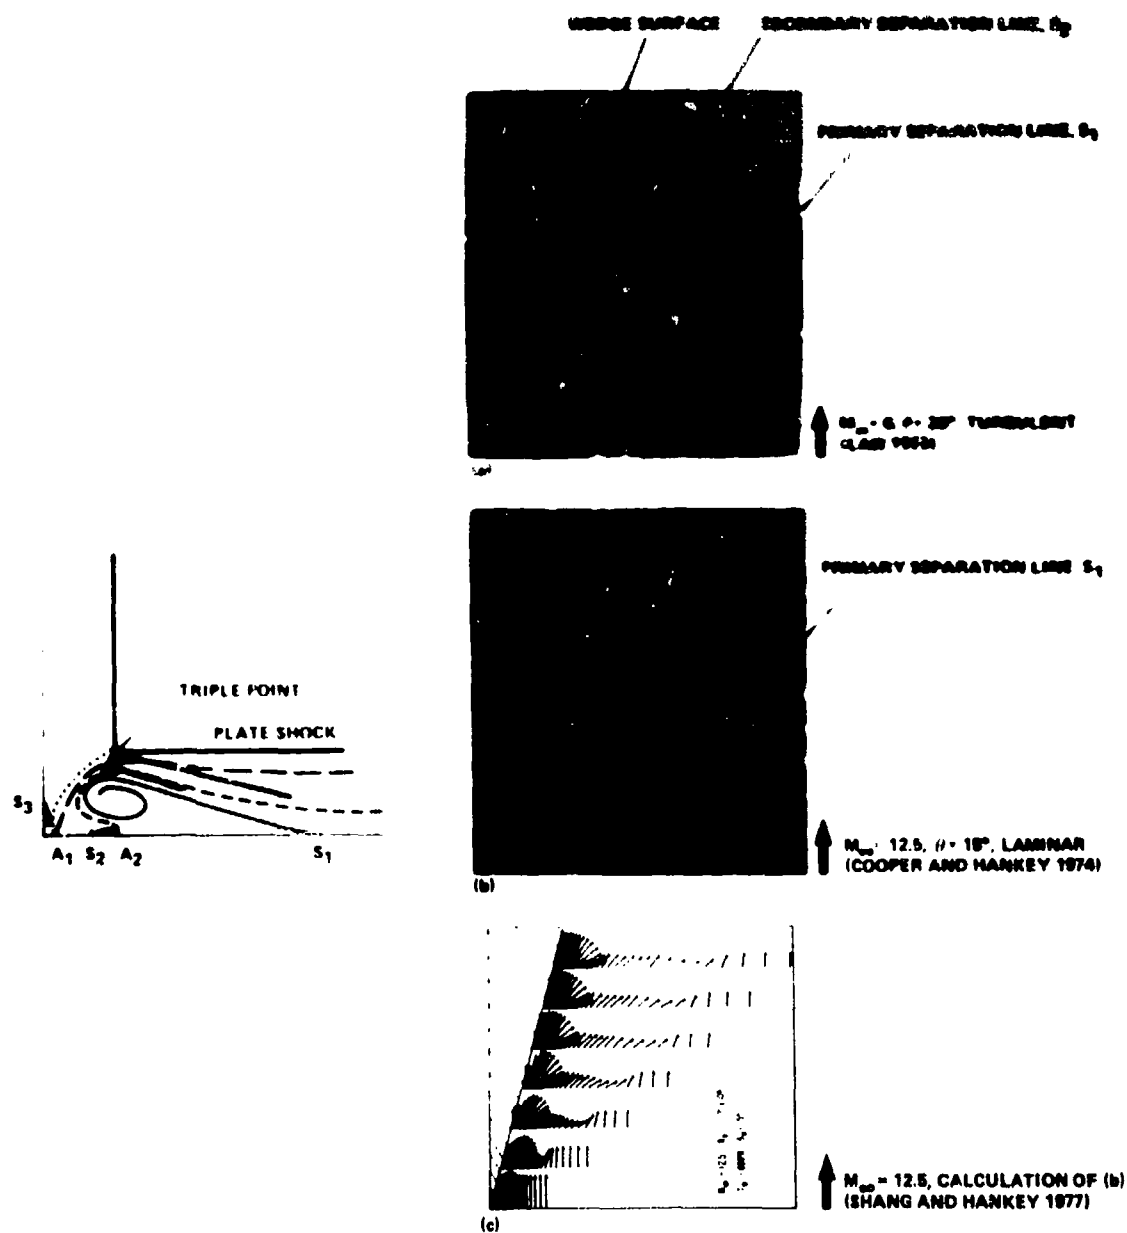 WEDGE SURFACE
SECONDARY SEPARATION LINE, S₂
PRIMARY SEPARATION LINE, S₁
TURBULENT
(a)
PRIMARY SEPARATION LINE S₁
TRIPLE POINT
PLATE SHOCK
S₃
A₁ S₂ A₂ S₁
M∞ = 12.5, θ = 15°, LAMINAR
(COOPER AND HANKEY 1974)
(b)
M∞ = 12.5, CALCULATION OF (b)
(SHANG AND HANKEY 1977)
(c)